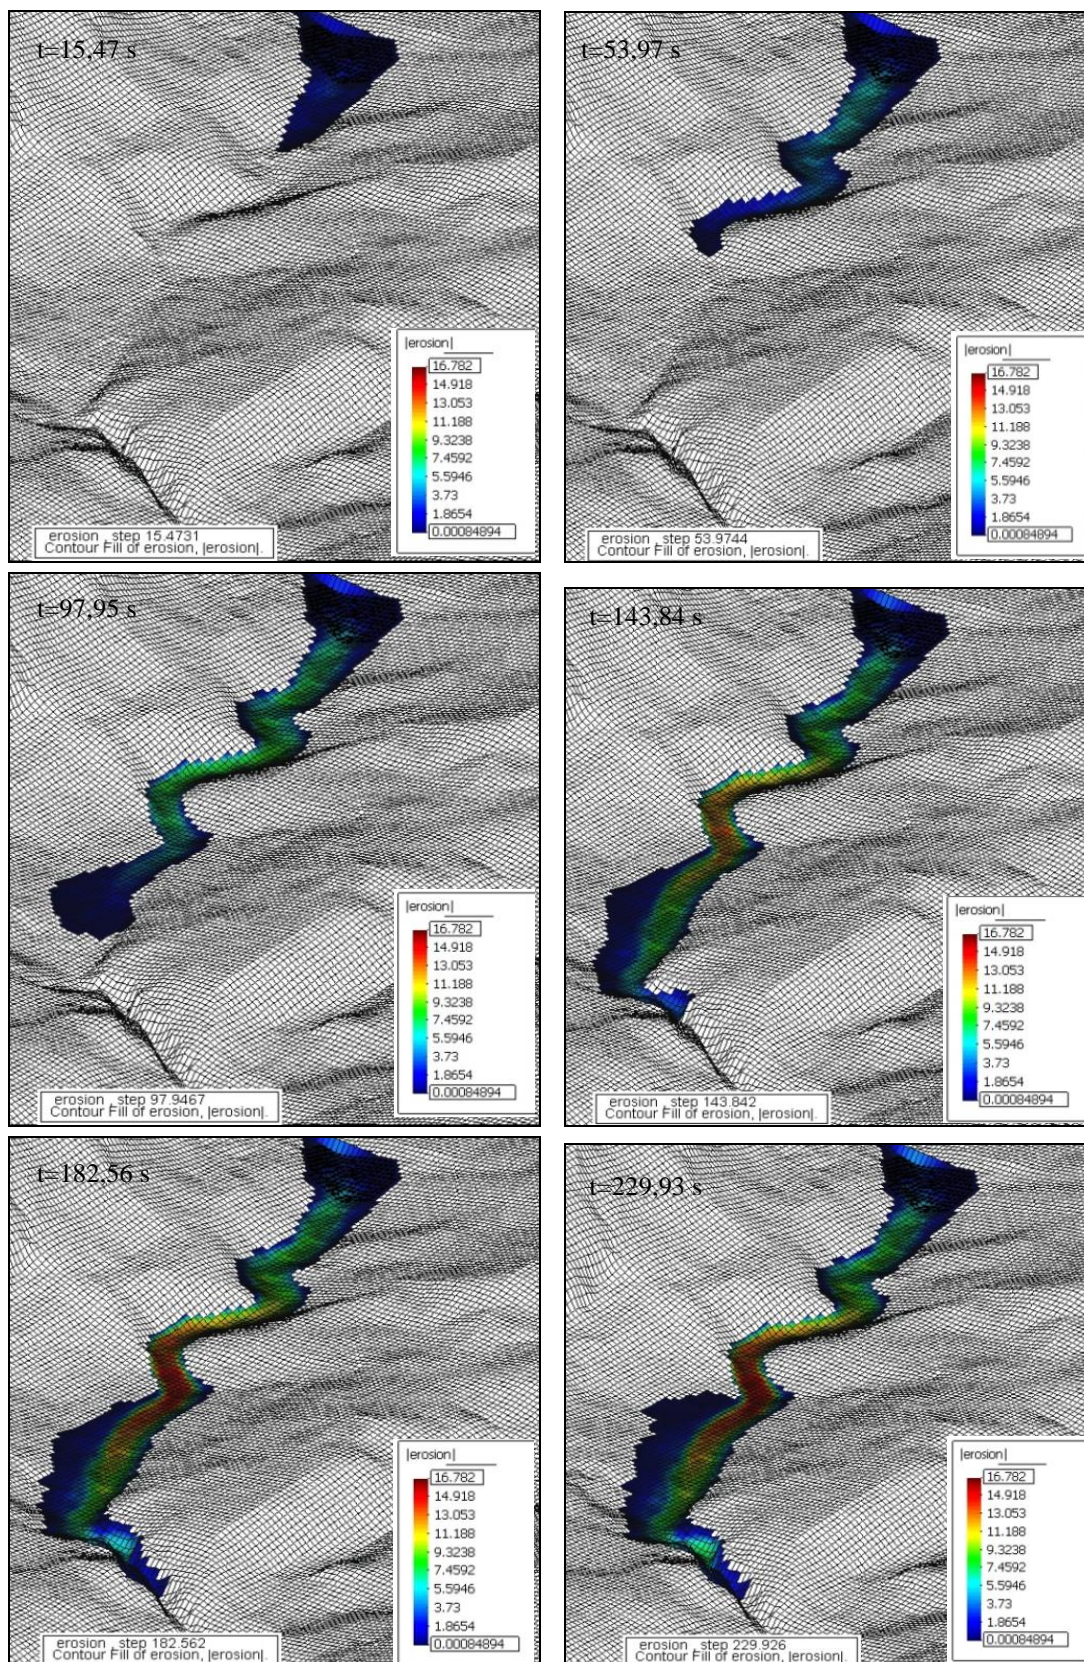 t=15,47 s
|erosion|
16.782
14.918
13.053
11.188
9.3238
7.4592
5.5946
3.73
1.8654
0.00084894
erosion , step 15.4731
Contour Fill of erosion, |erosion|.
t=53,97 s
|erosion|
16.782
14.918
13.053
11.188
9.3238
7.4592
5.5946
3.73
1.8654
0.00084894
erosion , step 53.9744
Contour Fill of erosion, |erosion|.
t=97,95 s
|erosion|
16.782
14.918
13.053
11.188
9.3238
7.4592
5.5946
3.73
1.8654
0.00084894
erosion , step 97.9467
Contour Fill of erosion, |erosion|.
t=143,84 s
|erosion|
16.782
14.918
13.053
11.188
9.3238
7.4592
5.5946
3.73
1.8654
0.00084894
erosion , step 143.842
Contour Fill of erosion, |erosion|.
t=182,56 s
|erosion|
16.782
14.918
13.053
11.188
9.3238
7.4592
5.5946
3.73
1.8654
0.00084894
erosion , step 182.562
Contour Fill of erosion, |erosion|.
t=229,93 s
|erosion|
16.782
14.918
13.053
11.188
9.3238
7.4592
5.5946
3.73
1.8654
0.00084894
erosion , step 229.926
Contour Fill of erosion, |erosion|.